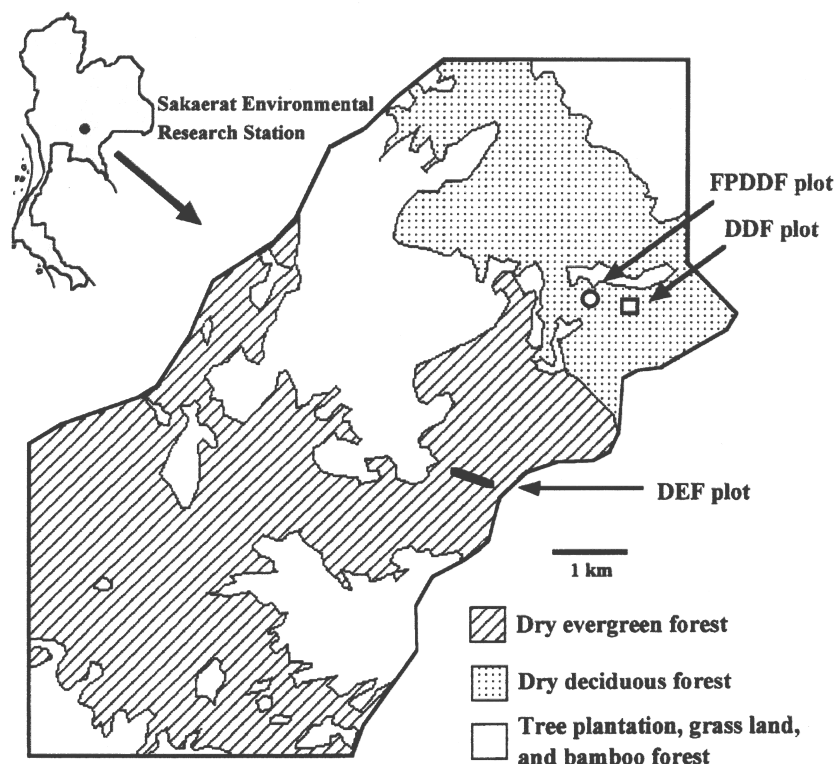 Sakaerat Environmental
Research Station
FPDDF plot
DDF plot
DEF plot
1 km
Dry evergreen forest
Dry deciduous forest
Tree plantation, grass land,
and bamboo forest